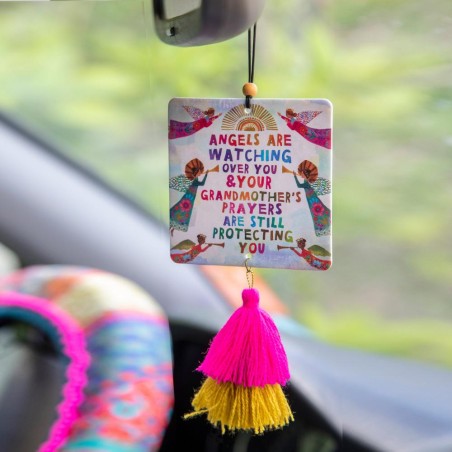 ANGELS ARE
WATCHING
OVER YOU
& YOUR
GRANDMOTHER'S
PRAYERS
ARE STILL
PROTECTING
YOU